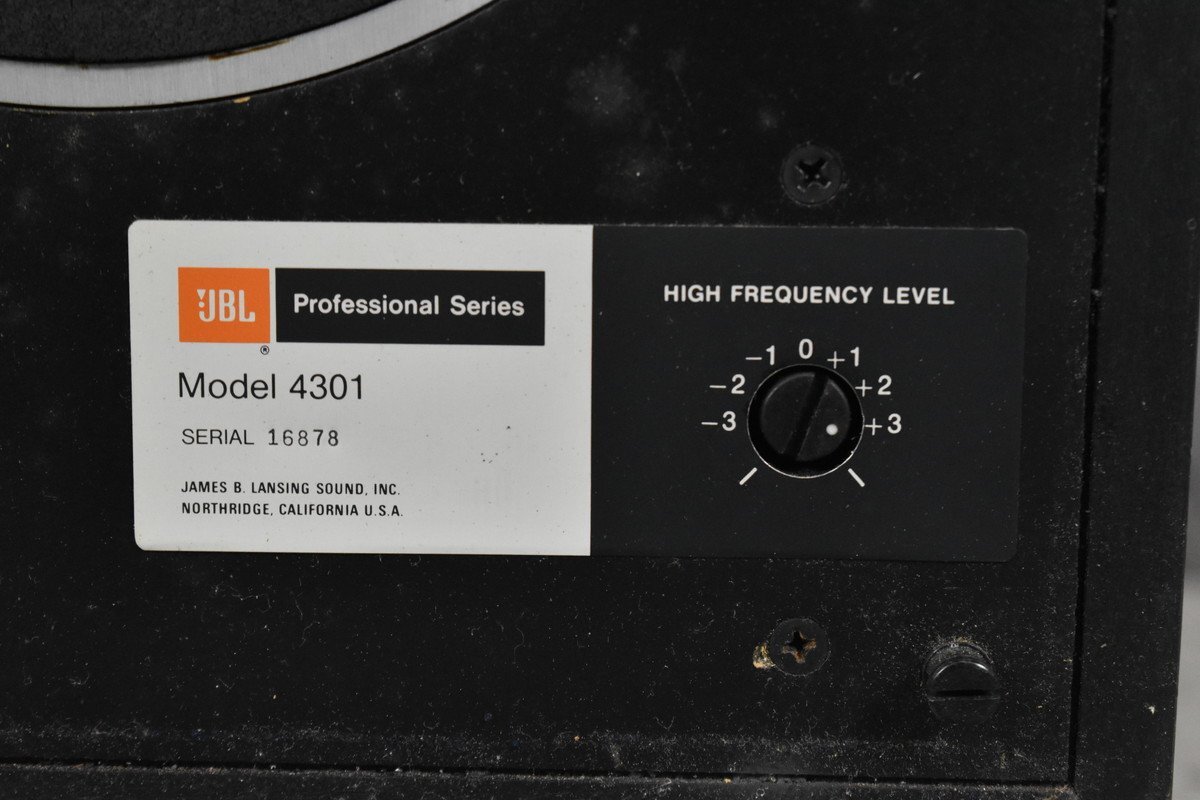 JBL Professional Series
®
Model 4301
SERIAL 16878
JAMES B. LANSING SOUND, INC.
NORTHRIDGE, CALIFORNIA U.S.A.
HIGH FREQUENCY LEVEL
-3 -2 -1 0 +1 +2 +3